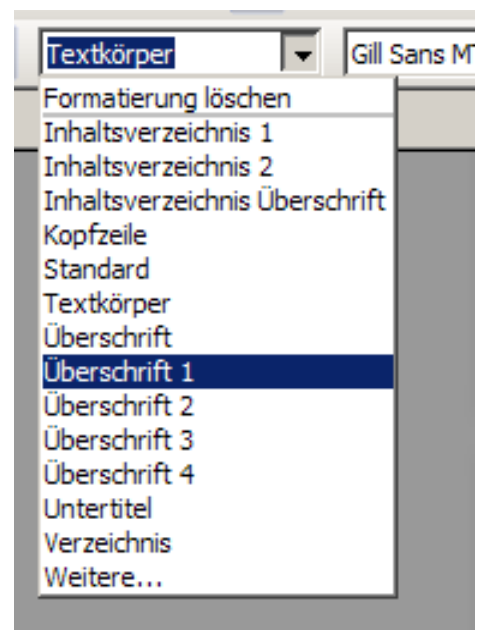 Textkörper
Gill Sans MT
Formatierung löschen
Inhaltsverzeichnis 1
Inhaltsverzeichnis 2
Inhaltsverzeichnis Überschrift
Kopfzeile
Standard
Textkörper
Überschrift
Überschrift 1
Überschrift 2
Überschrift 3
Überschrift 4
Untertitel
Verzeichnis
Weitere...